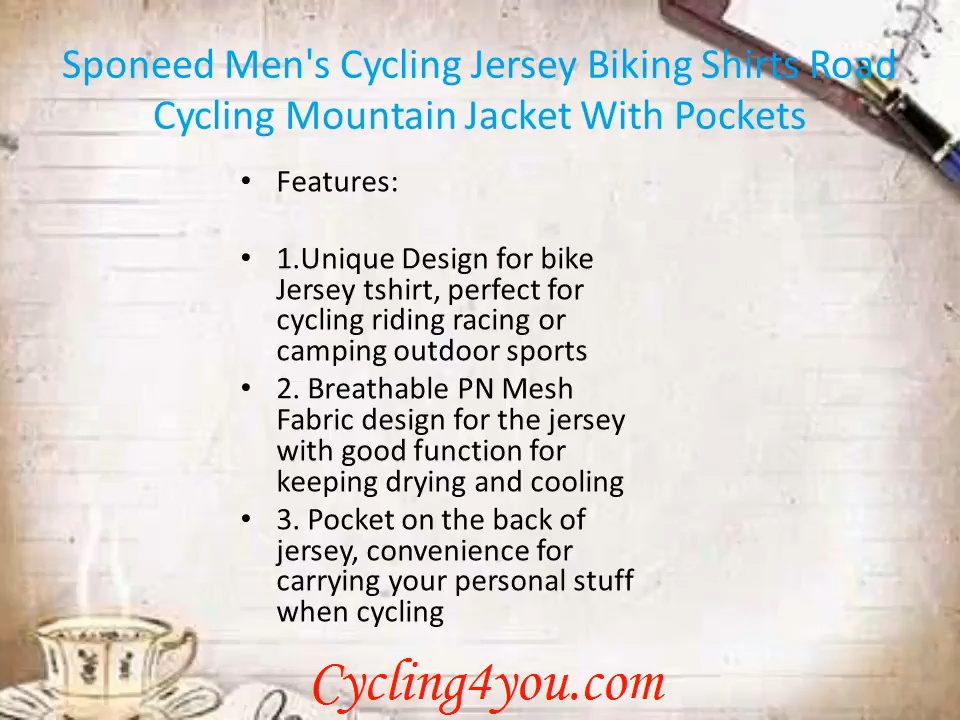 Sponeed Men's Cycling Jersey Biking Shirts Road
Cycling Mountain Jacket With Pockets
• Features:
• 1.Unique Design for bike
Jersey tshirt, perfect for
cycling riding racing or
camping outdoor sports
• 2. Breathable PN Mesh
Fabric design for the jersey
with good function for
keeping drying and cooling
• 3. Pocket on the back of
jersey, convenience for
carrying your personal stuff
when cycling
Cycling4you.com